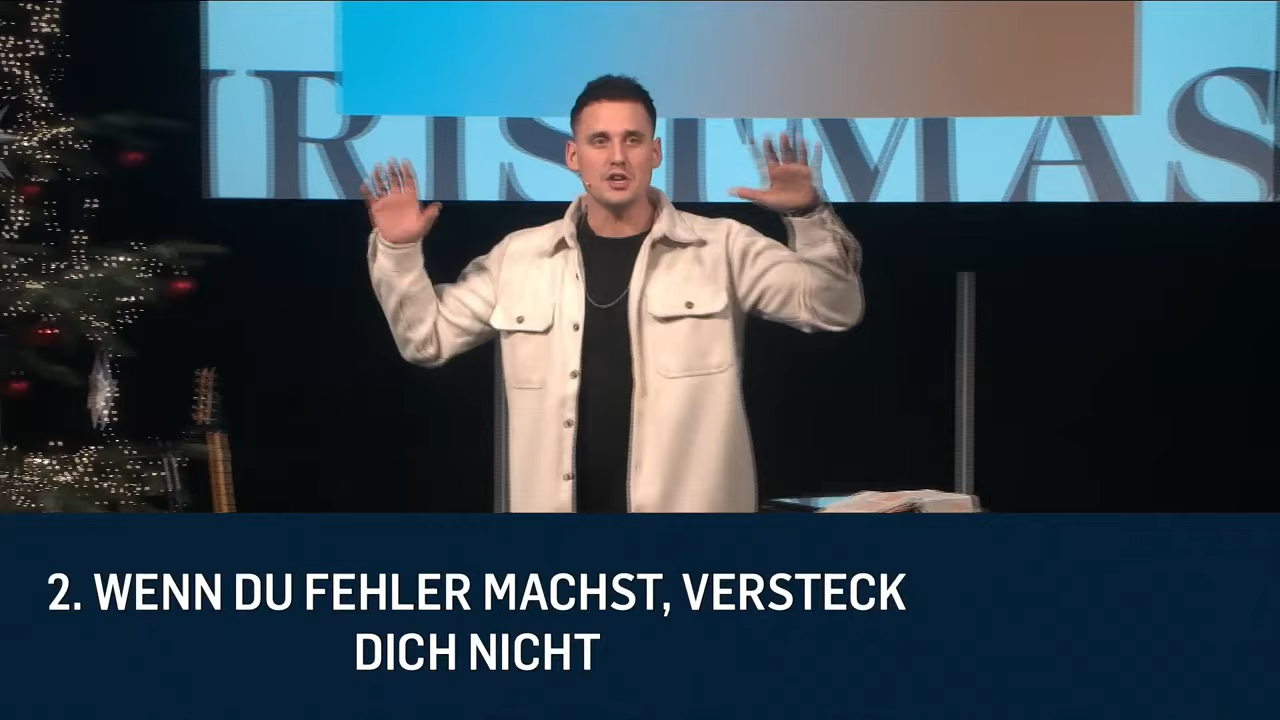 RISTMAS
2. WENN DU FEHLER MACHST, VERSTECK
DICH NICHT